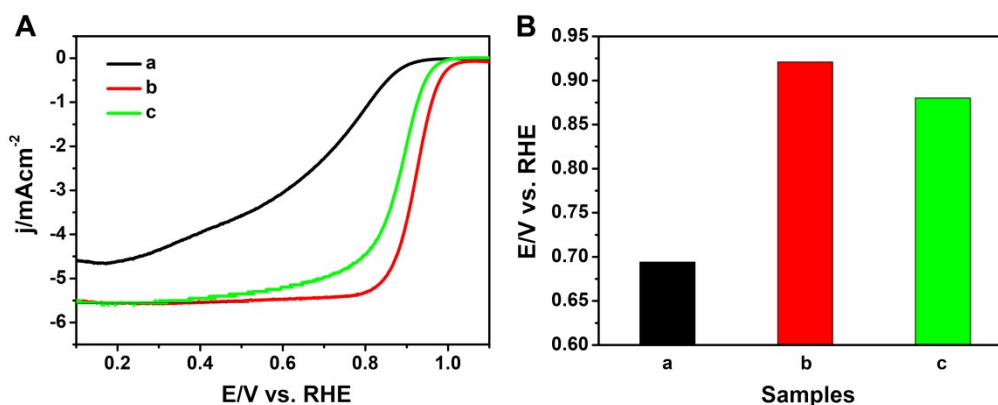 A
a
b
c
0
-1
-2
-3
-4
-5
-6
j/mAcm-2
0.2 0.4 0.6 0.8 1.0
E/V vs. RHE
B
0.95
0.90
0.85
0.80
0.75
0.70
0.65
0.60
E/V vs. RHE
a b c
Samples